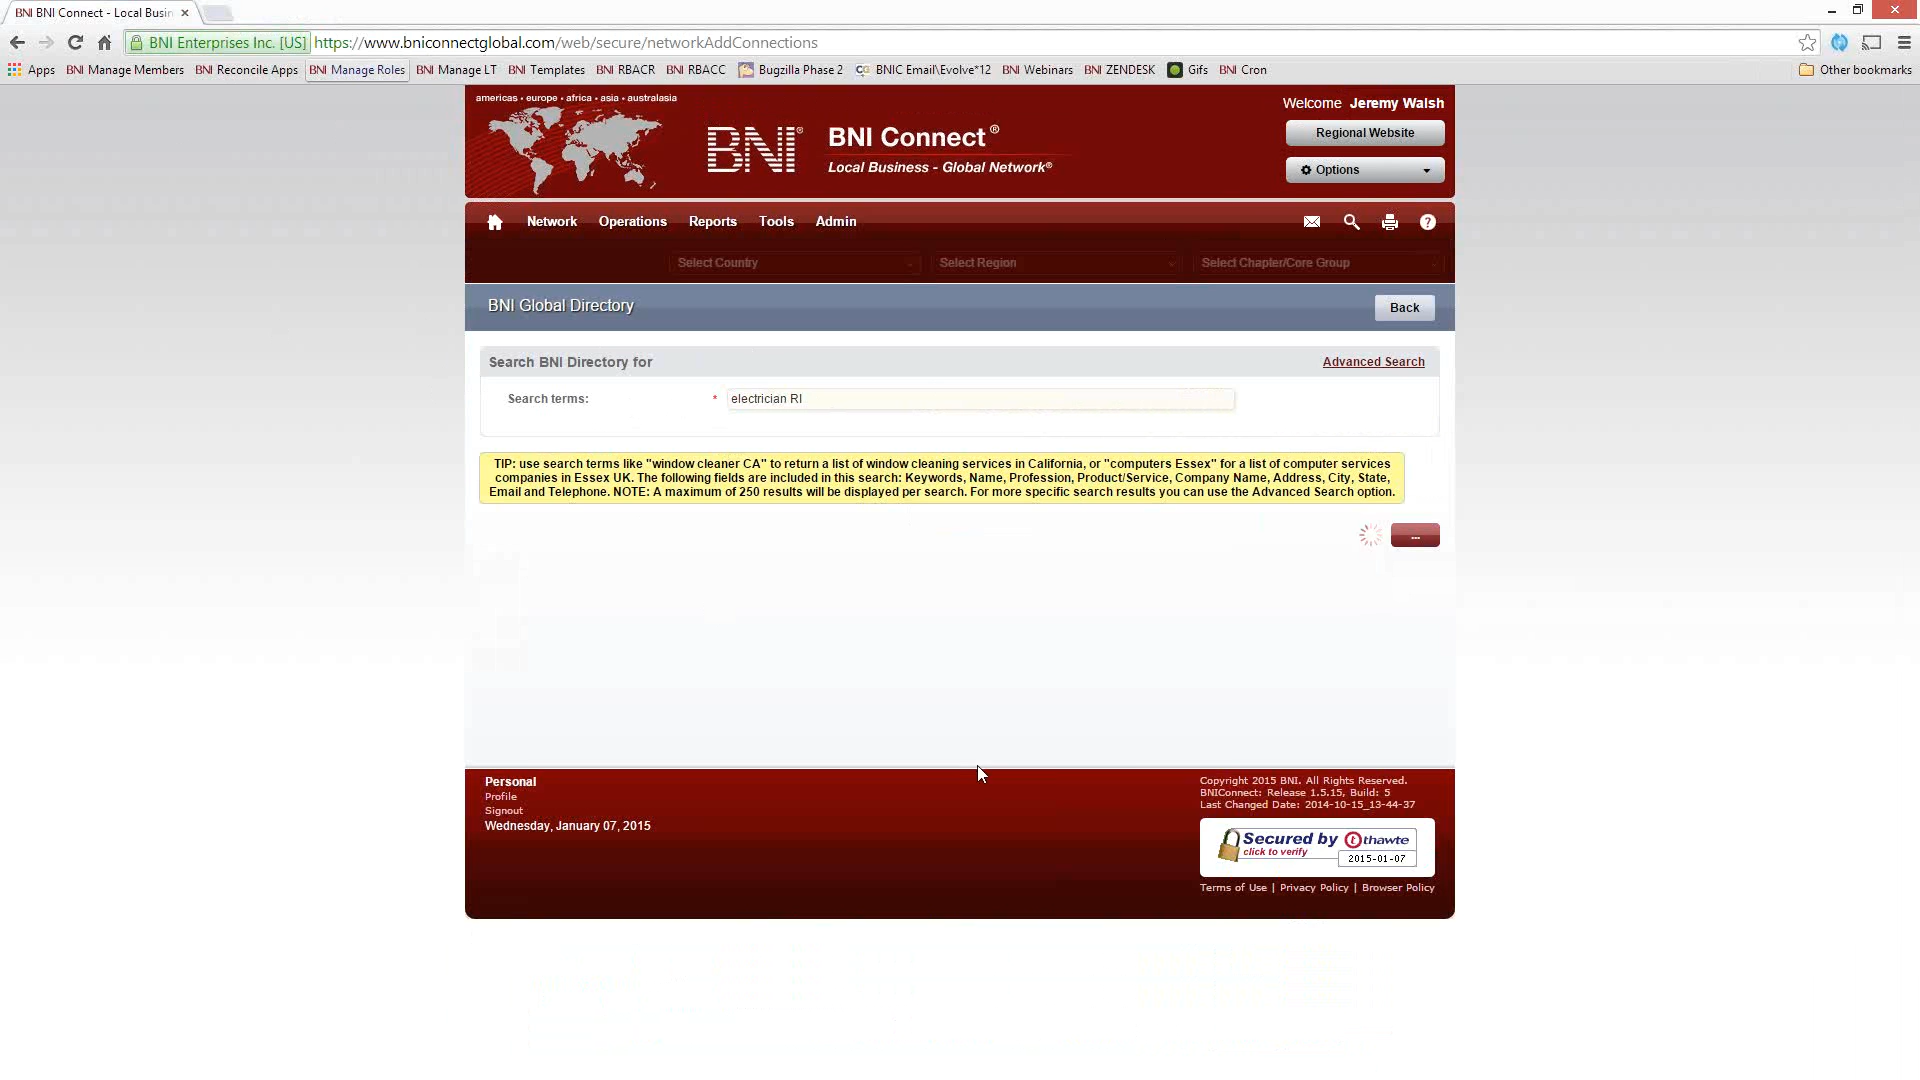 BNI BNI Connect - Local Busin
BNI Enterprises Inc. [US] https://www.bniconnectglobal.com/web/secure/networkAddConnections
Apps BNI BNI Manage Members BNI BNI Reconcile Apps BNI BNI Manage Roles BNI BNI Manage LT BNI BNI Templates BNI BNI RBACR BNI BNI RBACC Bugzilla Phase 2 BNIC Email\Evolve*12 BNI BNI Webinars BNI BNI ZENDESK Gifs BNI BNI Cron Other bookmarks
americas • europe • africa • asia • australasia
BNI®
BNI Connect®
Local Business - Global Network®
Welcome Jeremy Walsh
Regional Website
Options
Network Operations Reports Tools Admin
Select Country Select Region Select Chapter/Core Group
BNI Global Directory
Back
Search BNI Directory for
Advanced Search
Search terms: * electrician RI
TIP: use search terms like "window cleaner CA" to return a list of window cleaning services in California, or "computers Essex" for a list of computer services
companies in Essex UK. The following fields are included in this search: Keywords, Name, Profession, Product/Service, Company Name, Address, City, State,
Email and Telephone. NOTE: A maximum of 250 results will be displayed per search. For more specific search results you can use the Advanced Search option.
...
Personal
Profile
Signout
Wednesday, January 07, 2015
Copyright 2015 BNI. All Rights Reserved.
BNIConnect: Release 1.5.15, Build: 5
Last Changed Date: 2014-10-15_13-44-37
Secured by thawte
click to verify
2015-01-07
Terms of Use | Privacy Policy | Browser Policy